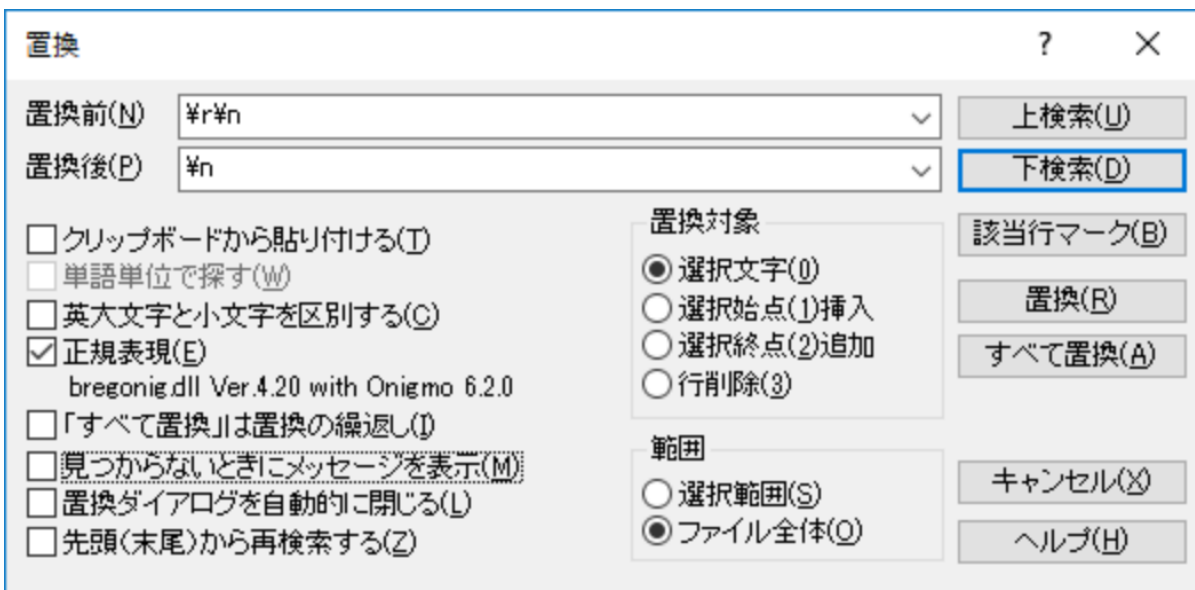 置換
?
置換前(N) ¥r¥n
置換後(P) ¥n
クリップボードから貼り付ける(T)
単語単位で探す(W)
英大文字と小文字を区別する(C)
正規表現(E)
bregonig.dll Ver.4.20 with Onigmo 6.2.0
「すべて置換」は置換の繰返し(I)
見つからないときにメッセージを表示(M)
置換ダイアログを自動的に閉じる(L)
先頭(末尾)から再検索する(Z)
置換対象
選択文字(0)
選択始点(1)挿入
選択終点(2)追加
行削除(3)
範囲
選択範囲(S)
ファイル全体(O)
上検索(U)
下検索(D)
該当行マーク(B)
置換(R)
すべて置換(A)
キャンセル(X)
ヘルプ(H)